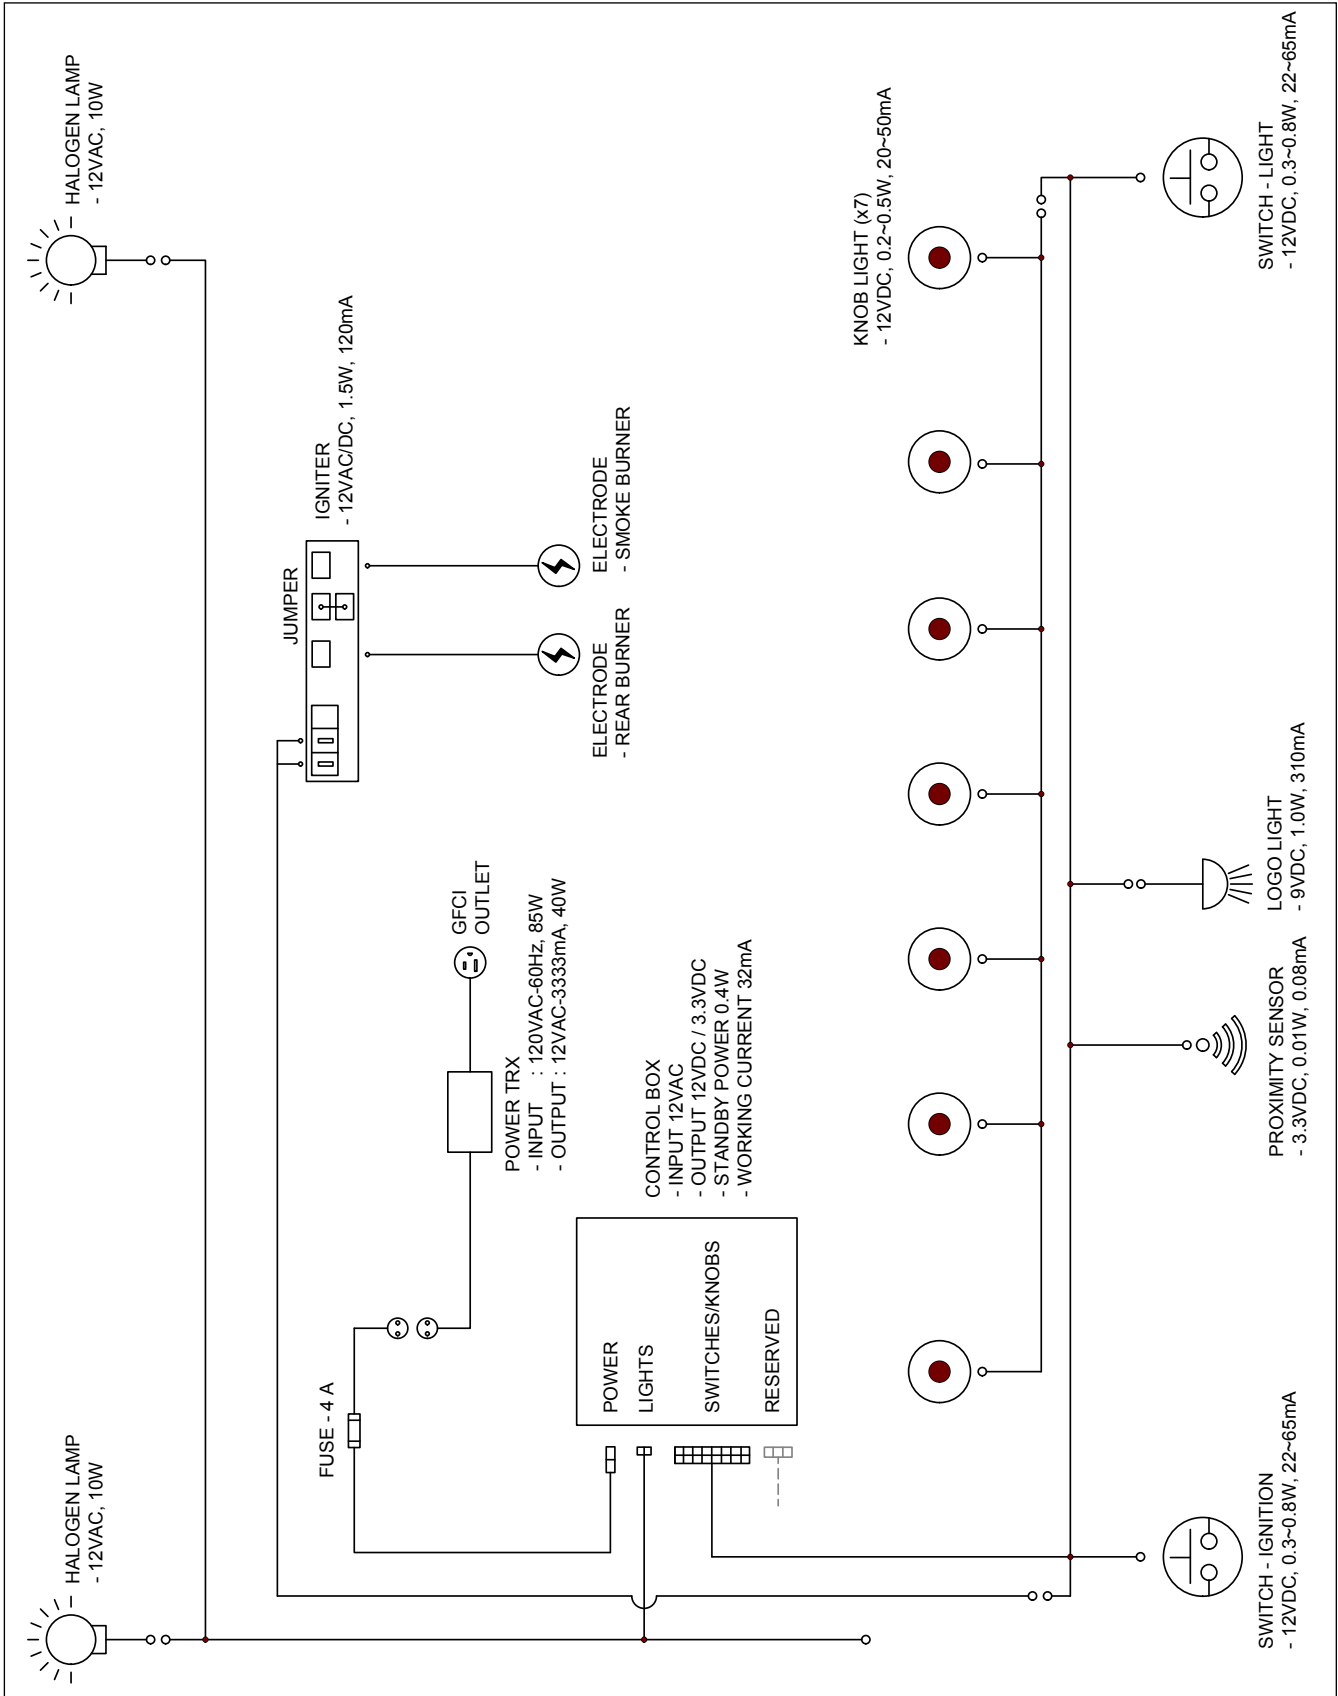 HALOGEN LAMP
- 12VAC, 10W
HALOGEN LAMP
- 12VAC, 10W
FUSE - 4 A
JUMPER
IGNITER
- 12VAC/DC, 1.5W, 120mA
GFCI
OUTLET
POWER TRX
- INPUT : 120VAC-60Hz, 85W
- OUTPUT : 12VAC-3333mA, 40W
ELECTRODE
- REAR BURNER
ELECTRODE
- SMOKE BURNER
CONTROL BOX
- INPUT 12VAC
- OUTPUT 12VDC / 3.3VDC
- STANDBY POWER 0.4W
- WORKING CURRENT 32mA
POWER
LIGHTS
SWITCHES/KNOBS
RESERVED
KNOB LIGHT (x7)
- 12VDC, 0.2~0.5W, 20~50mA
SWITCH - IGNITION
- 12VDC, 0.3~0.8W, 22~65mA
PROXIMITY SENSOR
- 3.3VDC, 0.01W, 0.08mA
LOGO LIGHT
- 9VDC, 1.0W, 310mA
SWITCH - LIGHT
- 12VDC, 0.3~0.8W, 22~65mA